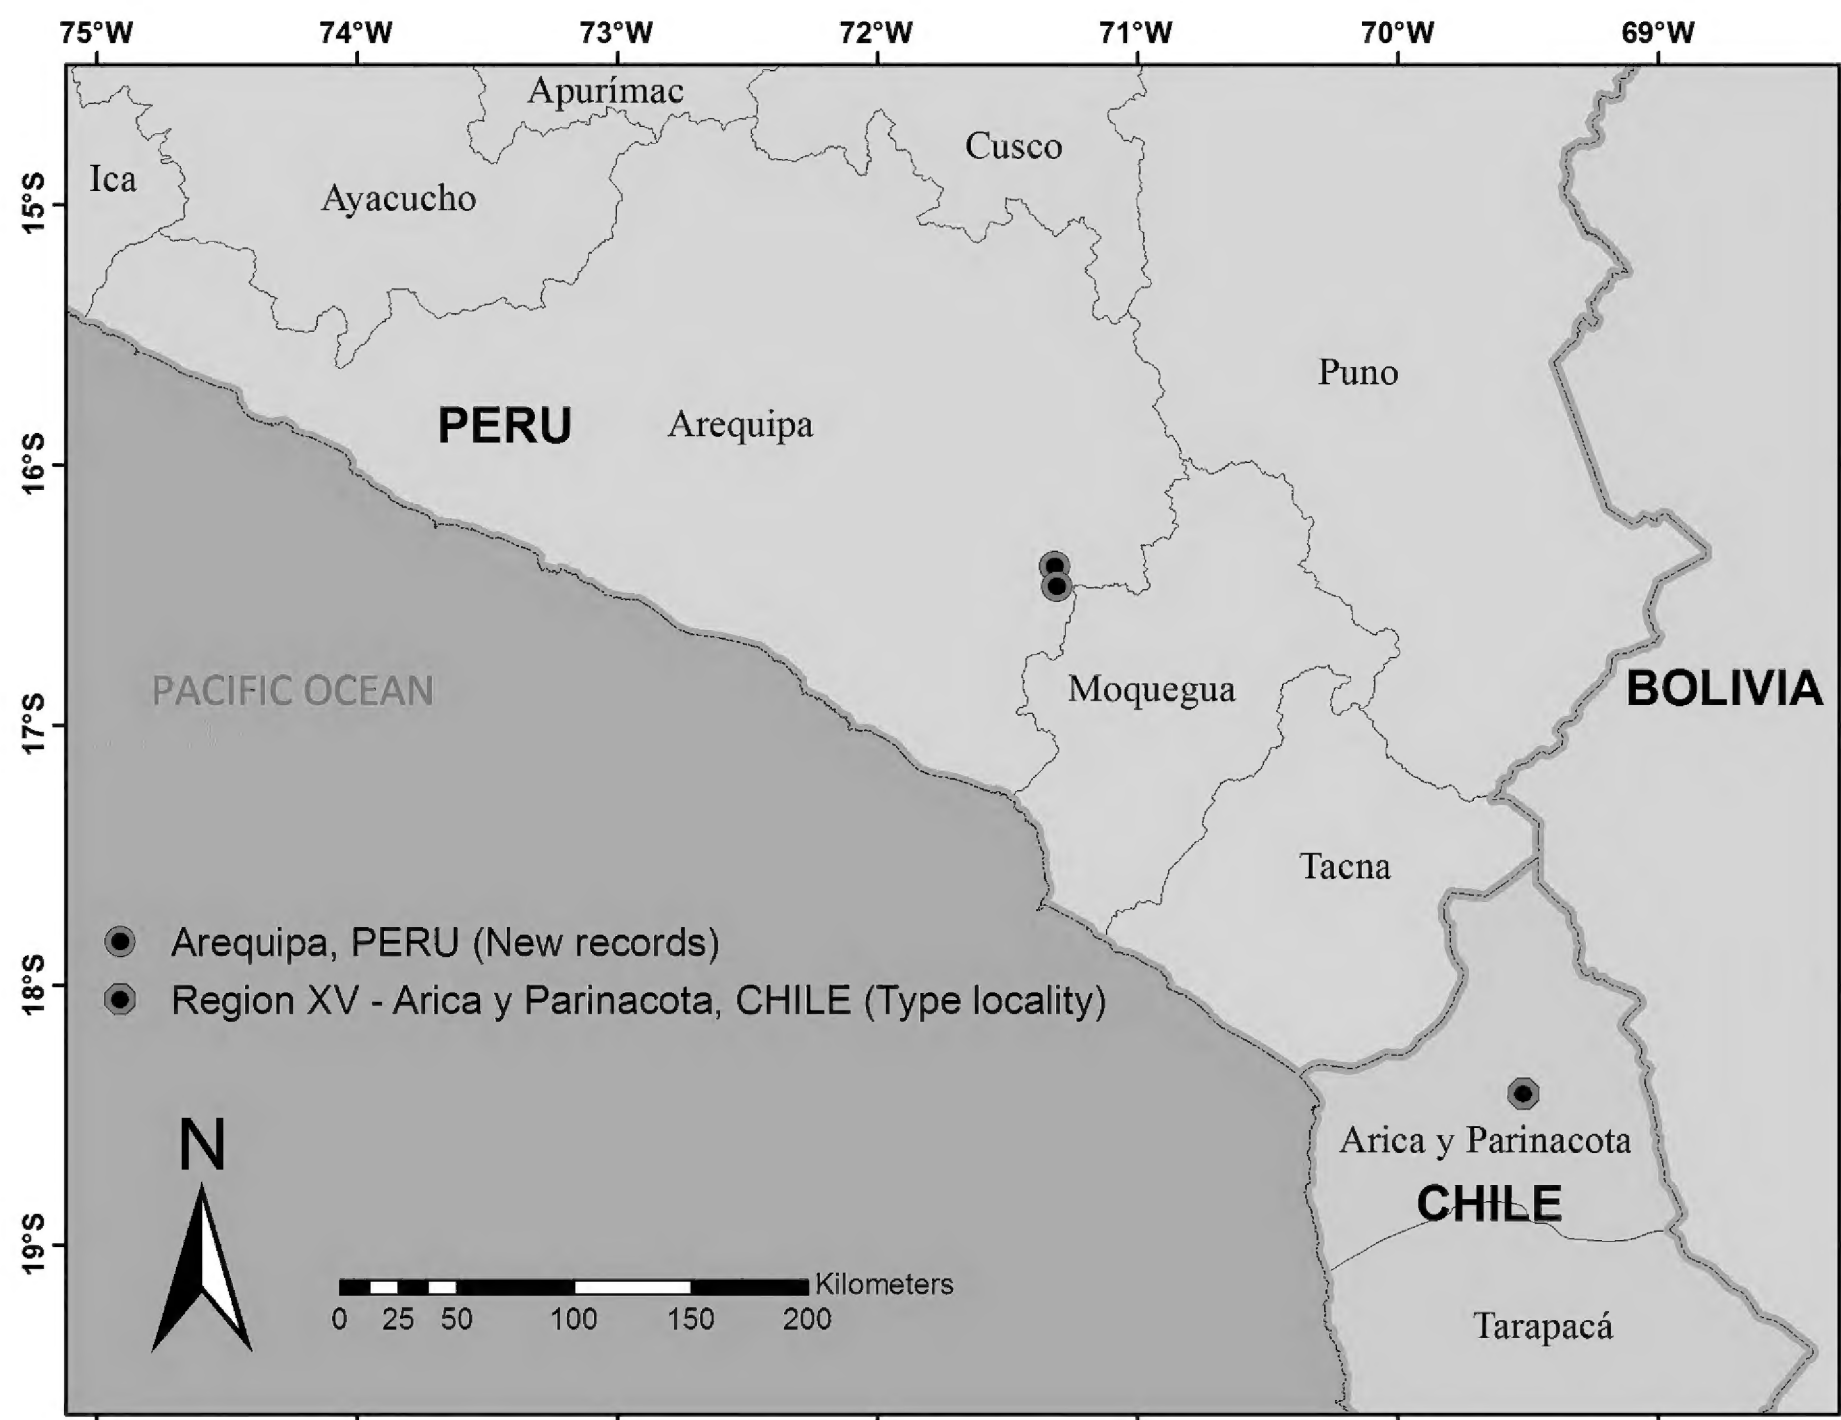 75°W 74°W 73°W 72°W 71°W 70°W 69°W
Apurímac
Cusco
Ica
Ayacucho
15°S
Puno
PERU
Arequipa
16°S
PACIFIC OCEAN
Moquegua
BOLIVIA
17°S
Tacna
Arequipa, PERU (New records)
18°S
Region XV - Arica y Parinacota, CHILE (Type locality)
Arica y Parinacota
N
CHILE
19°S
Kilometers
0 25 50 100 150 200
Tarapacá